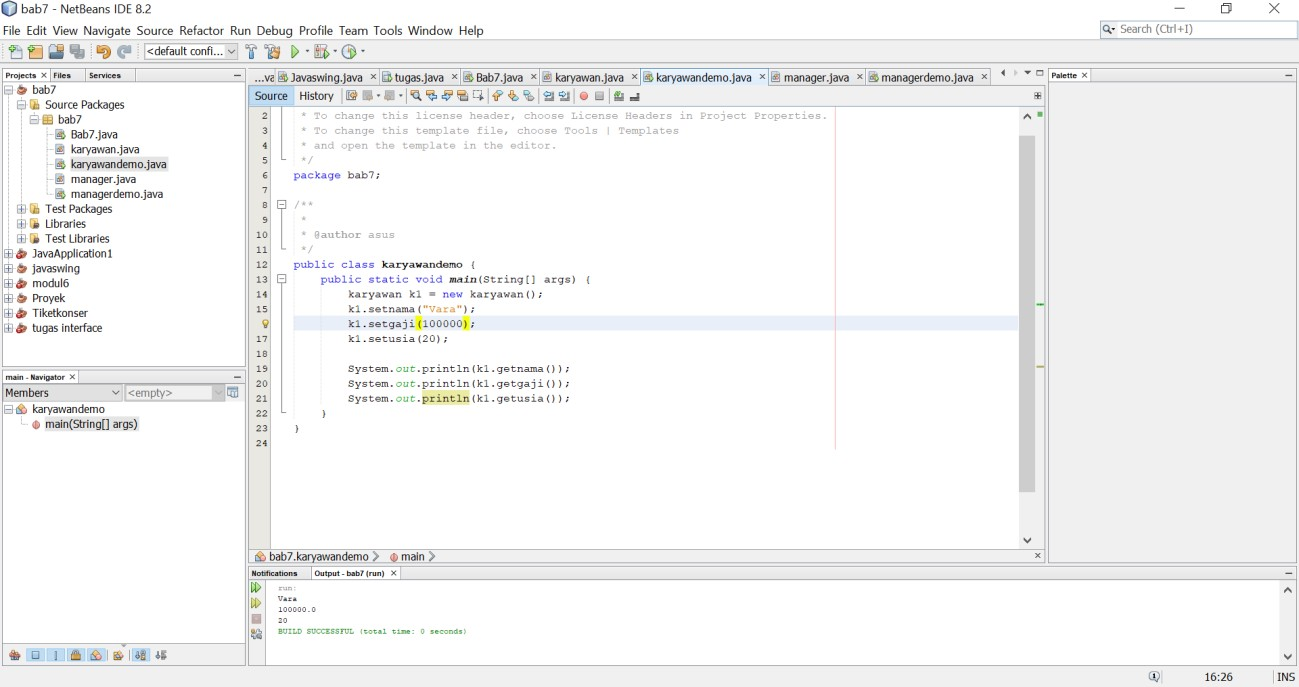 bab7 - NetBeans IDE 8.2
File Edit View Navigate Source Refactor Run Debug Profile Team Tools Window Help
Search (Ctrl+I)
<default confi...
Projects Files Services
bab7
Source Packages
bab7
Bab7.java
karyawan.java
karyawandemo.java
manager.java
managerdemo.java
Test Packages
Libraries
Test Libraries
JavaApplication1
javaswing
modul6
Proyek
Tiketkonser
tugas interface
main - Navigator
Members <empty>
karyawandemo
main(String[] args)
...va Javaswing.java tugas.java Bab7.java karyawan.java karyawandemo.java manager.java managerdemo.java
Source History
2 * To change this license header, choose License Headers in Project Properties.
3 * To change this template file, choose Tools | Templates
4 * and open the template in the editor.
5 */
6 package bab7;
7
8 /**
9 *
10 * @author asus
11 */
12 public class karyawandemo {
13 public static void main(String[] args) {
14 karyawan k1 = new karyawan();
15 k1.setnama("Vara");
k1.setgaji(100000);
17 k1.setusia(20);
18
19 System.out.println(k1.getnama());
20 System.out.println(k1.getgaji());
21 System.out.println(k1.getusia());
22 }
23 }
24
bab7.karyawandemo main
Palette
Notifications Output - bab7 (run)
run:
Vara
100000.0
20
BUILD SUCCESSFUL (total time: 0 seconds)
16:26 INS